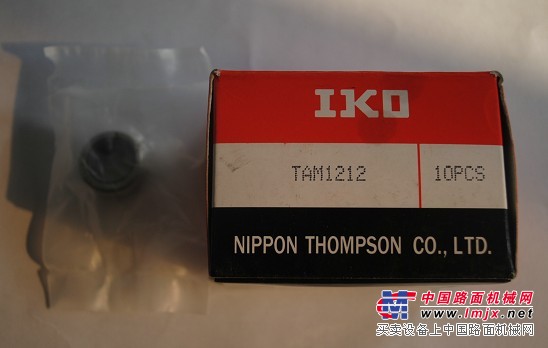 IKO
TAM1212 10PCS
NIPPON THOMPSON CO., LTD.
中国路面机械网
www.lmjx.net
买卖设备上中国路面机械网